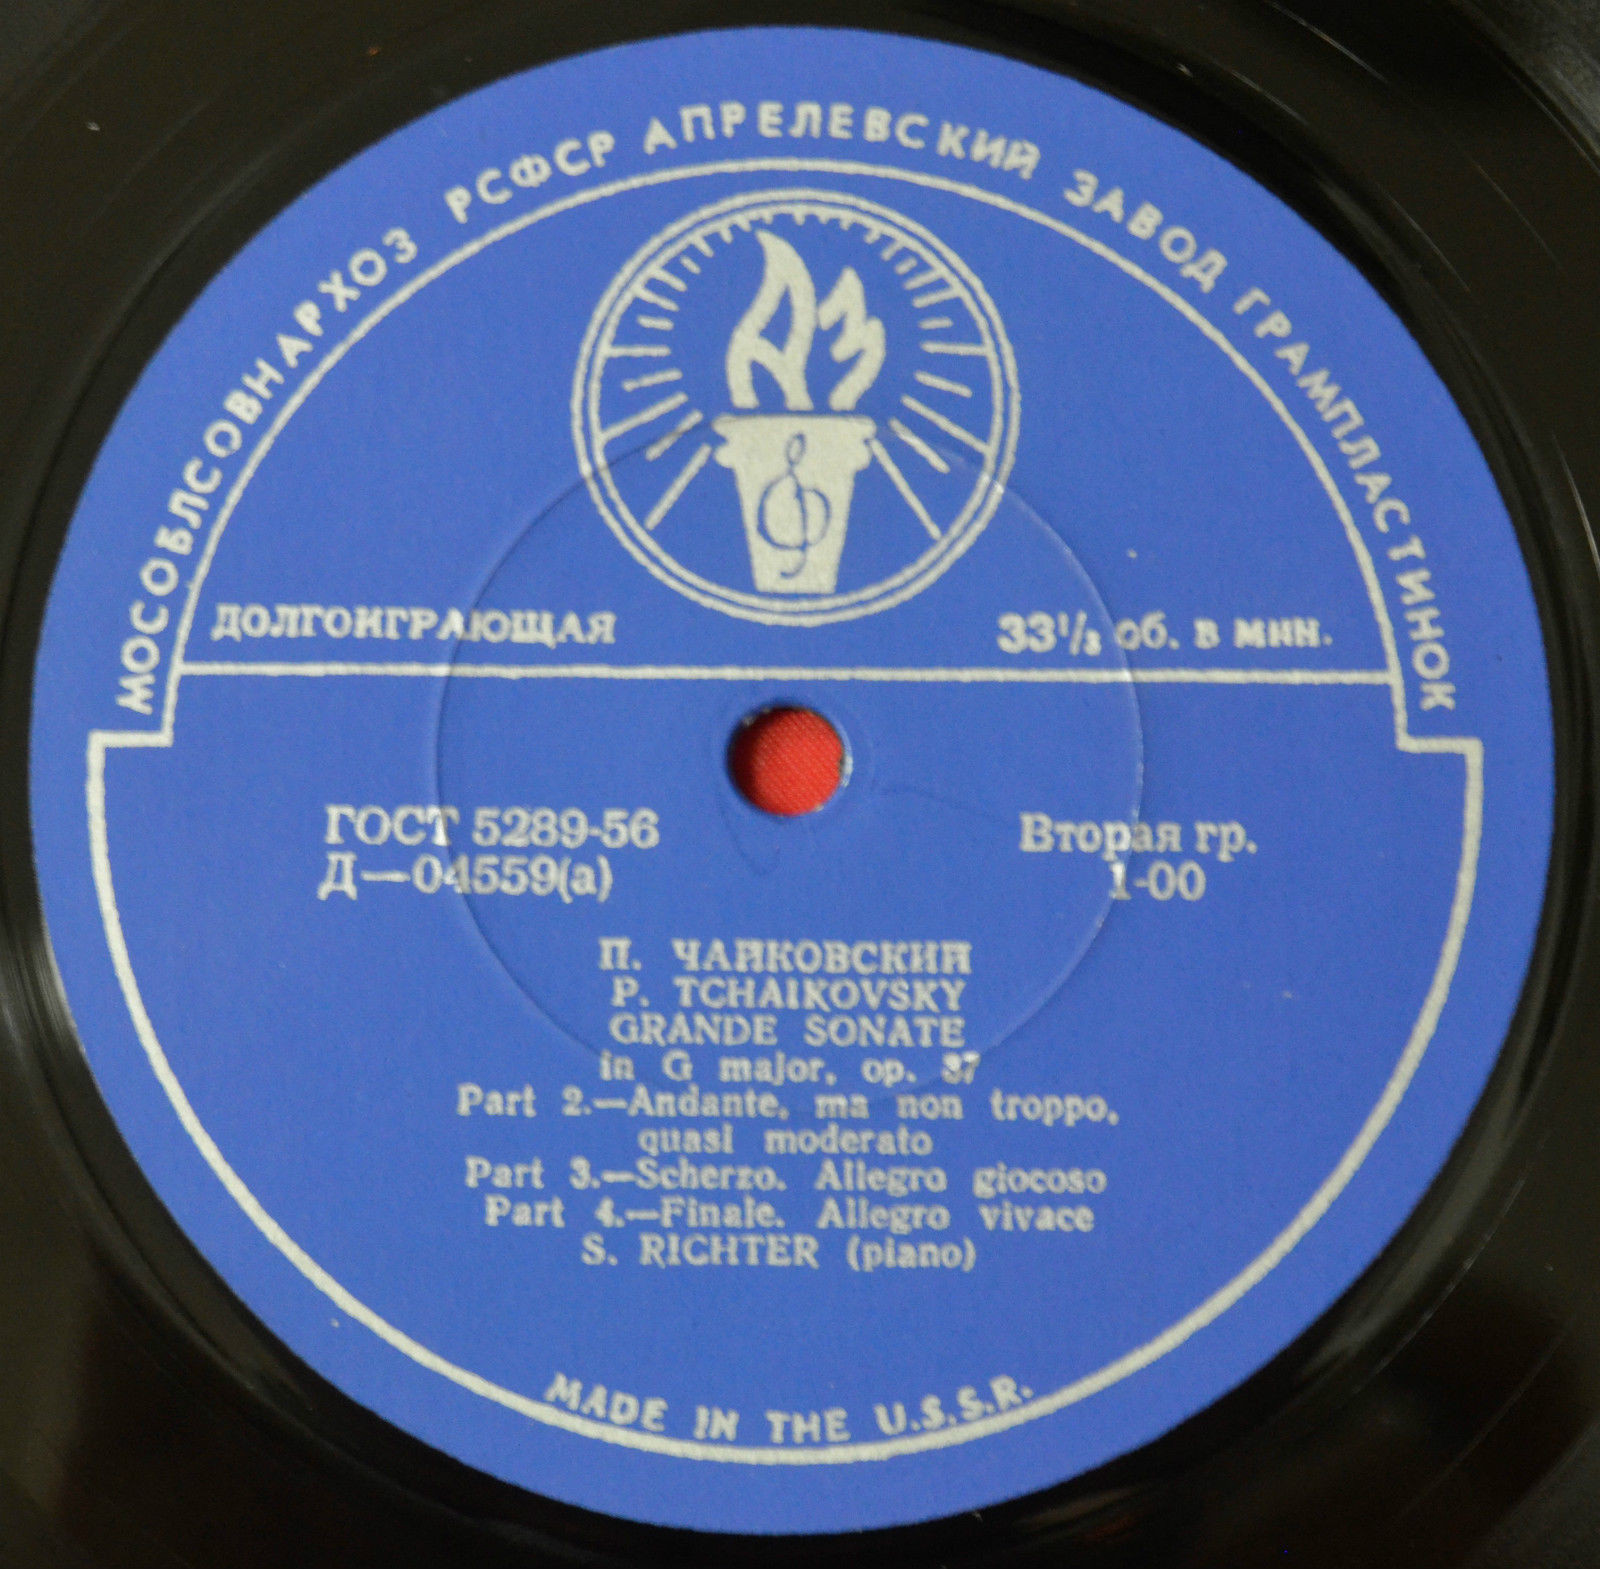 МОСОБЛСОВНАРХОЗ РСФСР АПРЕЛЕВСКИЙ ЗАВОД ГРАМПЛАСТИНОК
АЗ
ДОЛГОИГРАЮЩАЯ
33⅓ об. в мин.
ГОСТ 5289-56
Д—04559(а)
Вторая гр.
1-00
П. ЧАЙКОВСКИЙ
P. TCHAIKOVSKY
GRANDE SONATE
in G major, op. 37
Part 2.—Andante, ma non troppo,
quasi moderato
Part 3.—Scherzo. Allegro giocoso
Part 4.—Finale. Allegro vivace
S. RICHTER (piano)
MADE IN THE U.S.S.R.